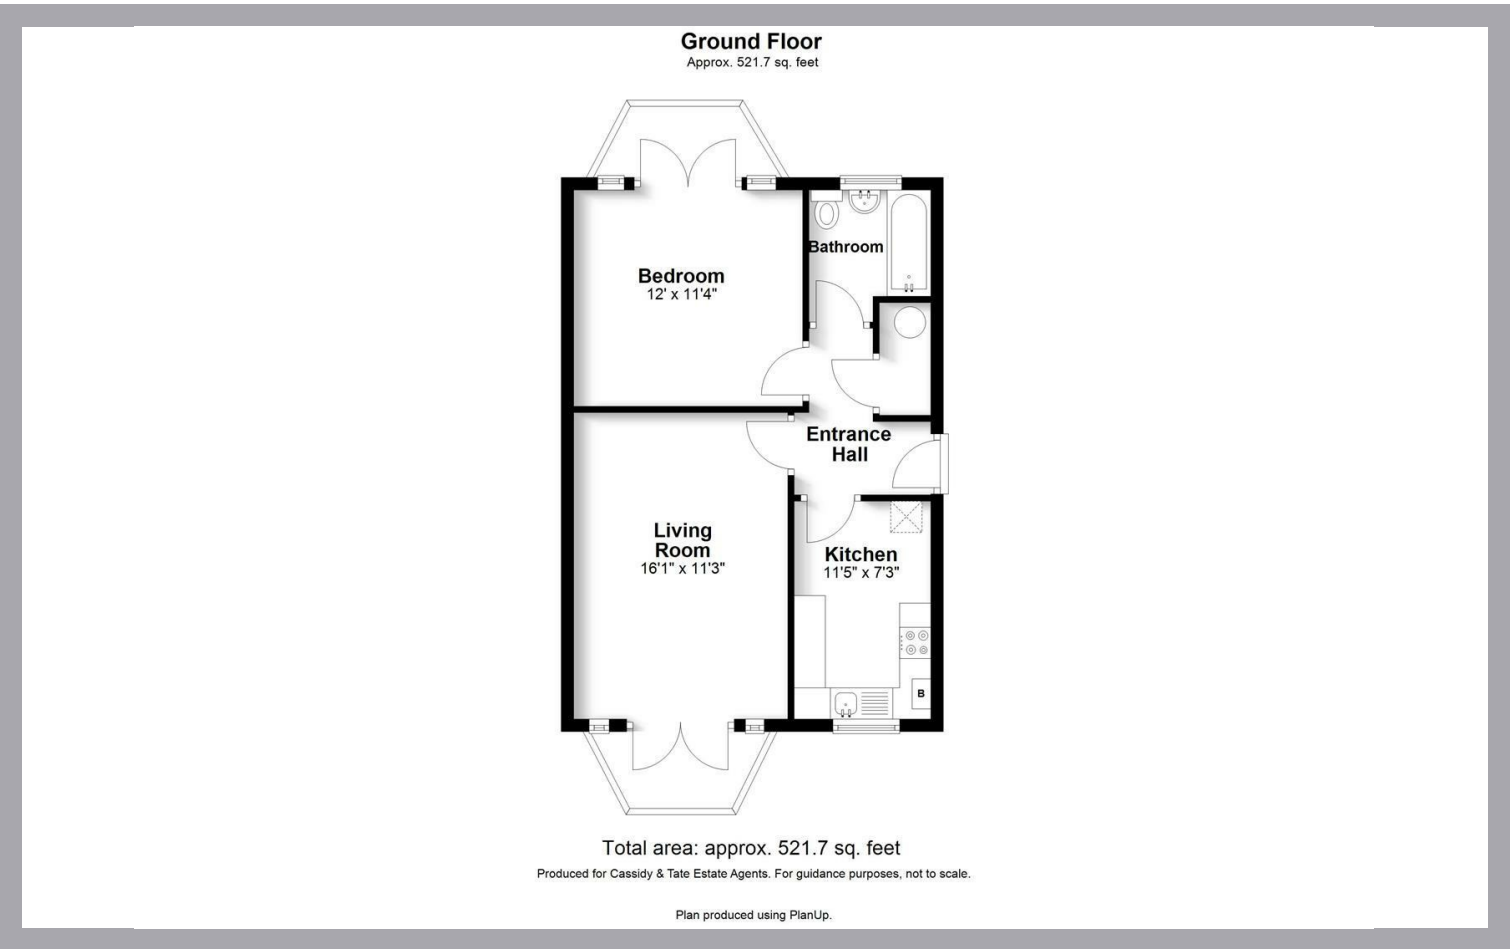 Ground Floor
Approx. 521.7 sq. feet
Bathroom
Bedroom
12' x 11'4"
Entrance
Hall
Living
Room
16'1" x 11'3"
Kitchen
11'5" x 7'3"
B
Total area: approx. 521.7 sq. feet
Produced for Cassidy & Tate Estate Agents. For guidance purposes, not to scale.
Plan produced using PlanUp.